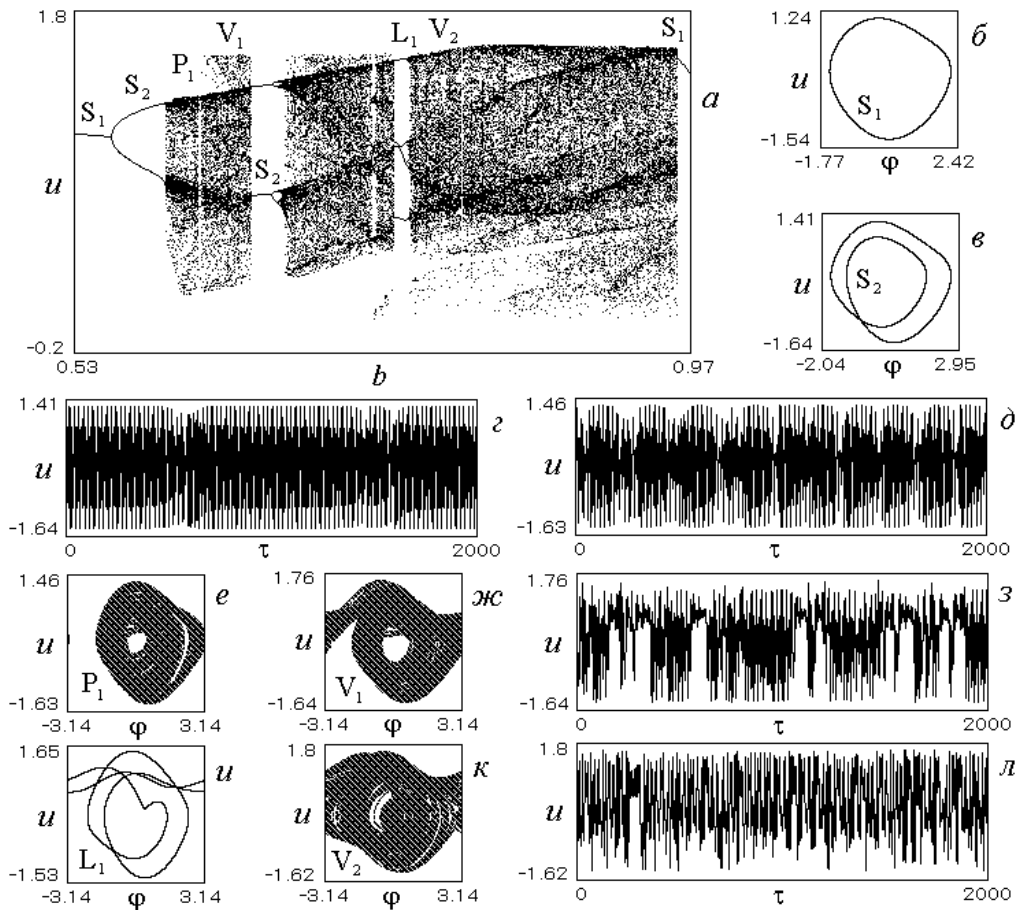 1.8
V1
L1
V2
S1
P1
S2
S1
S2
u
a
-0.2
0.53
b
0.97
1.24
б
u
S1
-1.54
-1.77
φ
2.42
1.41
в
u
S2
-1.64
-2.04
φ
2.95
1.41
г
u
-1.64
0
τ
2000
1.46
д
u
-1.63
0
τ
2000
1.46
е
u
P1
-1.63
-3.14
φ
3.14
1.76
ж
u
V1
-1.64
-3.14
φ
3.14
1.76
з
u
-1.64
0
τ
2000
1.65
и
u
L1
-1.53
-3.14
φ
3.14
1.8
к
u
V2
-1.62
-3.14
φ
3.14
1.8
л
u
-1.62
0
τ
2000